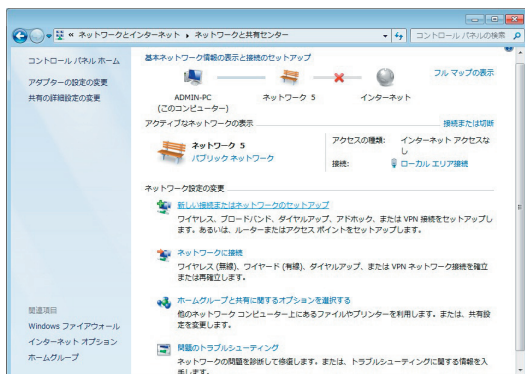 « ネットワークとインターネット ▸ ネットワークと共有センター
コントロール パネルの検索
コントロール パネル ホーム
アダプターの設定の変更
共有の詳細設定の変更
基本ネットワーク情報の表示と接続のセットアップ
フル マップの表示
ADMIN-PC
(このコンピューター)
ネットワーク 5
インターネット
アクティブなネットワークの表示
接続または切断
ネットワーク 5
パブリック ネットワーク
アクセスの種類:
インターネット アクセスな
し
接続:
ローカル エリア接続
ネットワーク設定の変更
新しい接続またはネットワークのセットアップ
ワイヤレス、ブロードバンド、ダイヤルアップ、アドホック、または VPN 接続をセットアップし
ます。あるいは、ルーターまたはアクセス ポイントをセットアップします。
ネットワークに接続
ワイヤレス (無線)、ワイヤード (有線)、ダイヤルアップ、または VPN ネットワーク接続を確立
または再確立します。
ホームグループと共有に関するオプションを選択する
他のネットワーク コンピューター上にあるファイルやプリンターを利用します。または、共有設
定を変更します。
問題のトラブルシューティング
ネットワークの問題を診断して修復します。または、トラブルシューティングに関する情報を入
手します。
関連項目
Windows ファイアウォール
インターネット オプション
ホームグループ